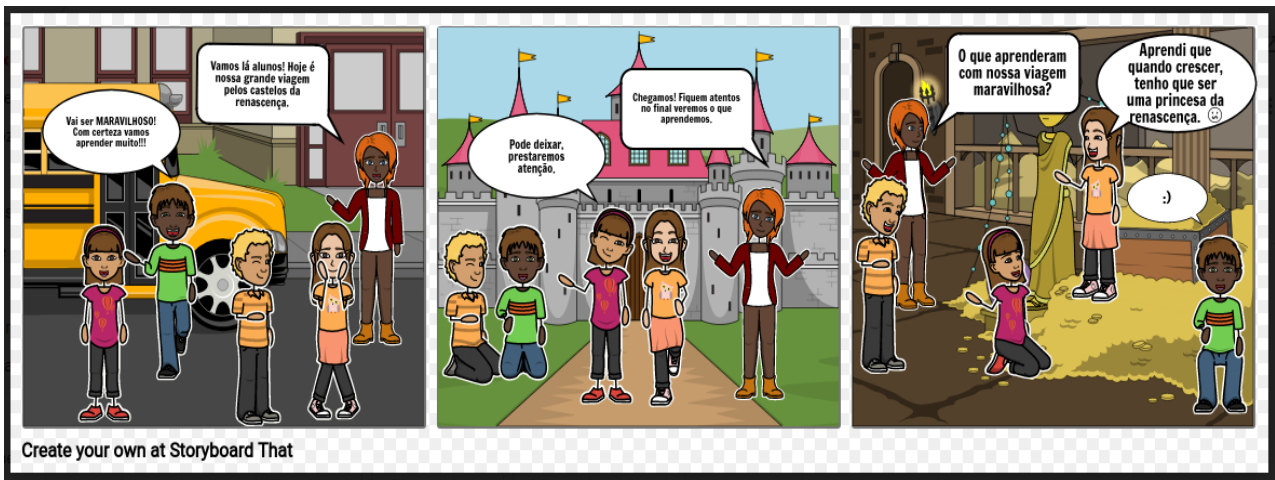 Vamos lá alunos! Hoje é
nossa grande viagem
pelos castelos da
renascença.
Vai ser MARAVILHOSO!
Com certeza vamos
aprender muito!!!
Chegamos! Fiquem atentos
no final veremos o que
aprendemos.
Pode deixar,
prestaremos
atenção.
O que aprenderam
com nossa viagem
maravilhosa?
Aprendi que
quando crescer,
tenho que ser
uma princesa da
renascença.
:)
Create your own at Storyboard That